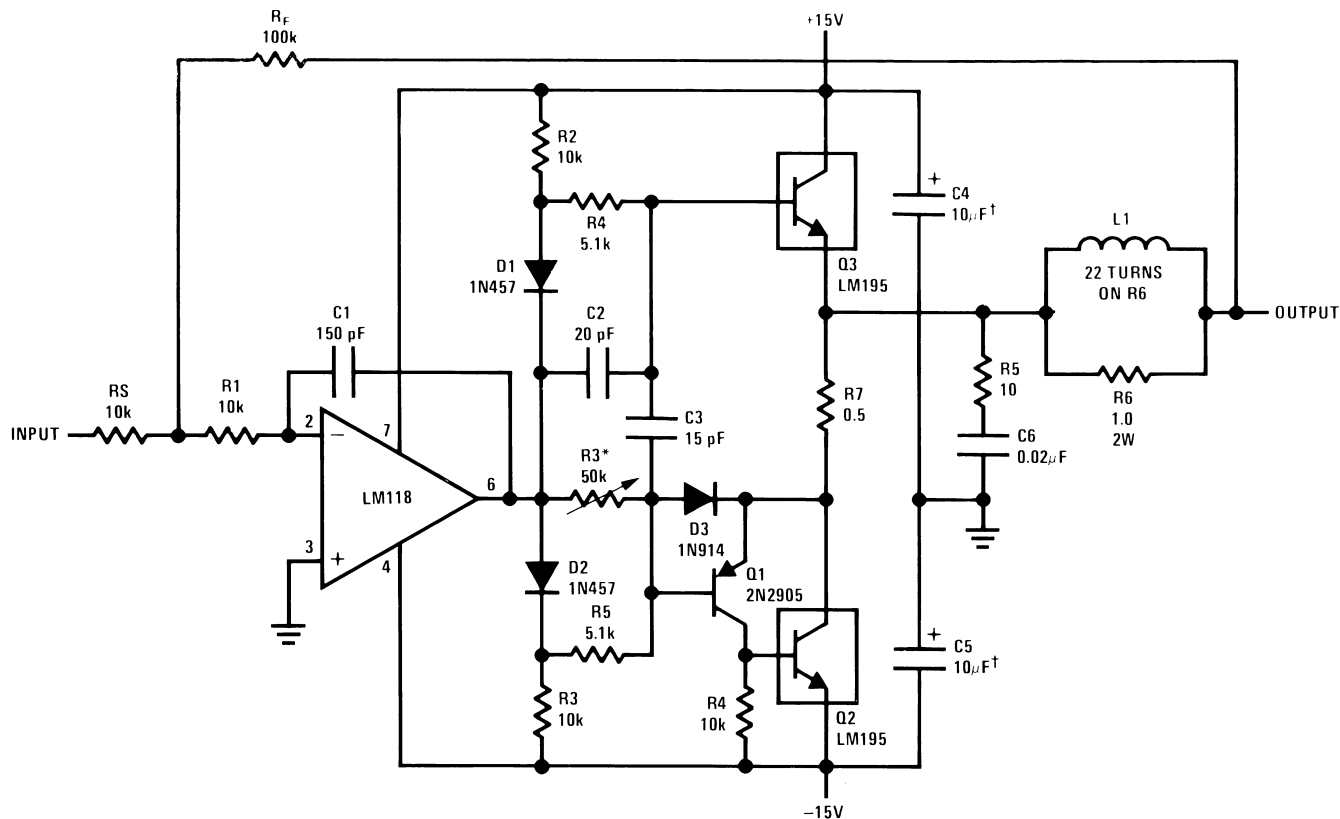 RF
100k
+15V
R2
10k
R4
5.1k
D1
1N457
Q3
LM195
+
C4
10μF†
L1
22 TURNS
ON R6
OUTPUT
C1
150 pF
C2
20 pF
R5
10
R6
1.0
2W
RS
10k
R1
10k
INPUT
R7
0.5
C3
15 pF
C6
0.02μF
2
−
7
R3*
50k
LM118
6
3
+
4
D3
1N914
D2
1N457
Q1
2N2905
R5
5.1k
+
C5
10μF†
R3
10k
R4
10k
Q2
LM195
−15V